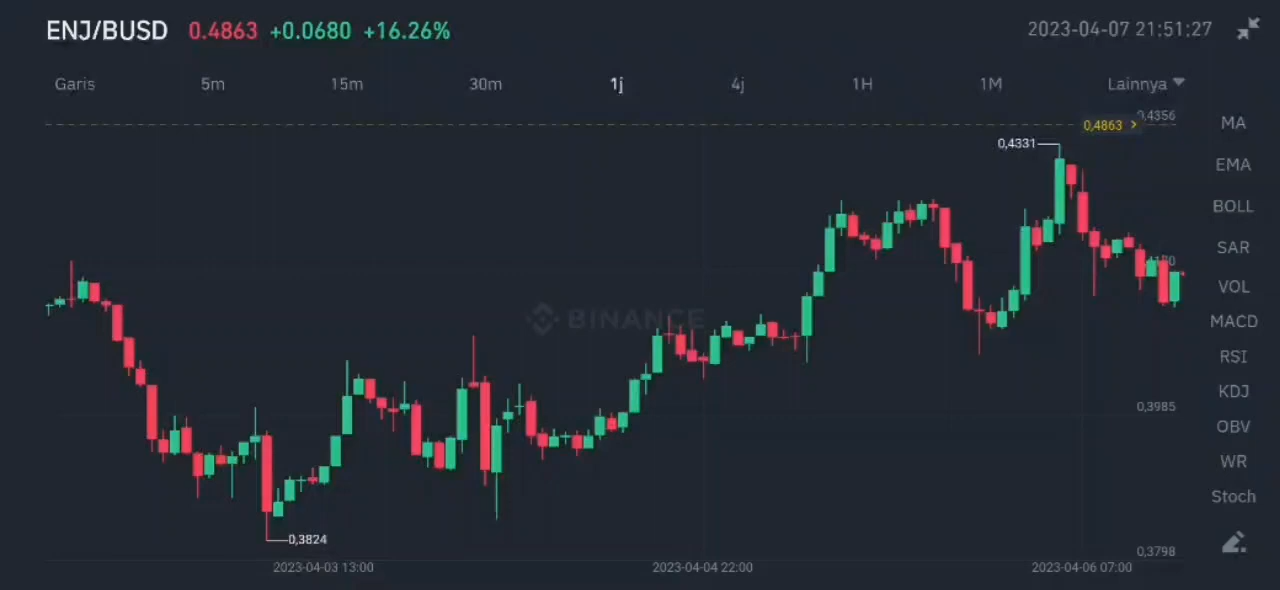 ENJ/BUSD 0.4863 +0.0680 +16.26% 2023-04-07 21:51:27
Garis 5m 15m 30m 1j 4j 1H 1M Lainnya
0,4356
0,4863 >
MA
0,4331
EMA
BOLL
SAR
VOL
BINANCE
MACD
RSI
KDJ
0,3985
OBV
WR
Stoch
0,3824
0,3798
2023-04-03 13:00 2023-04-04 22:00 2023-04-06 07:00